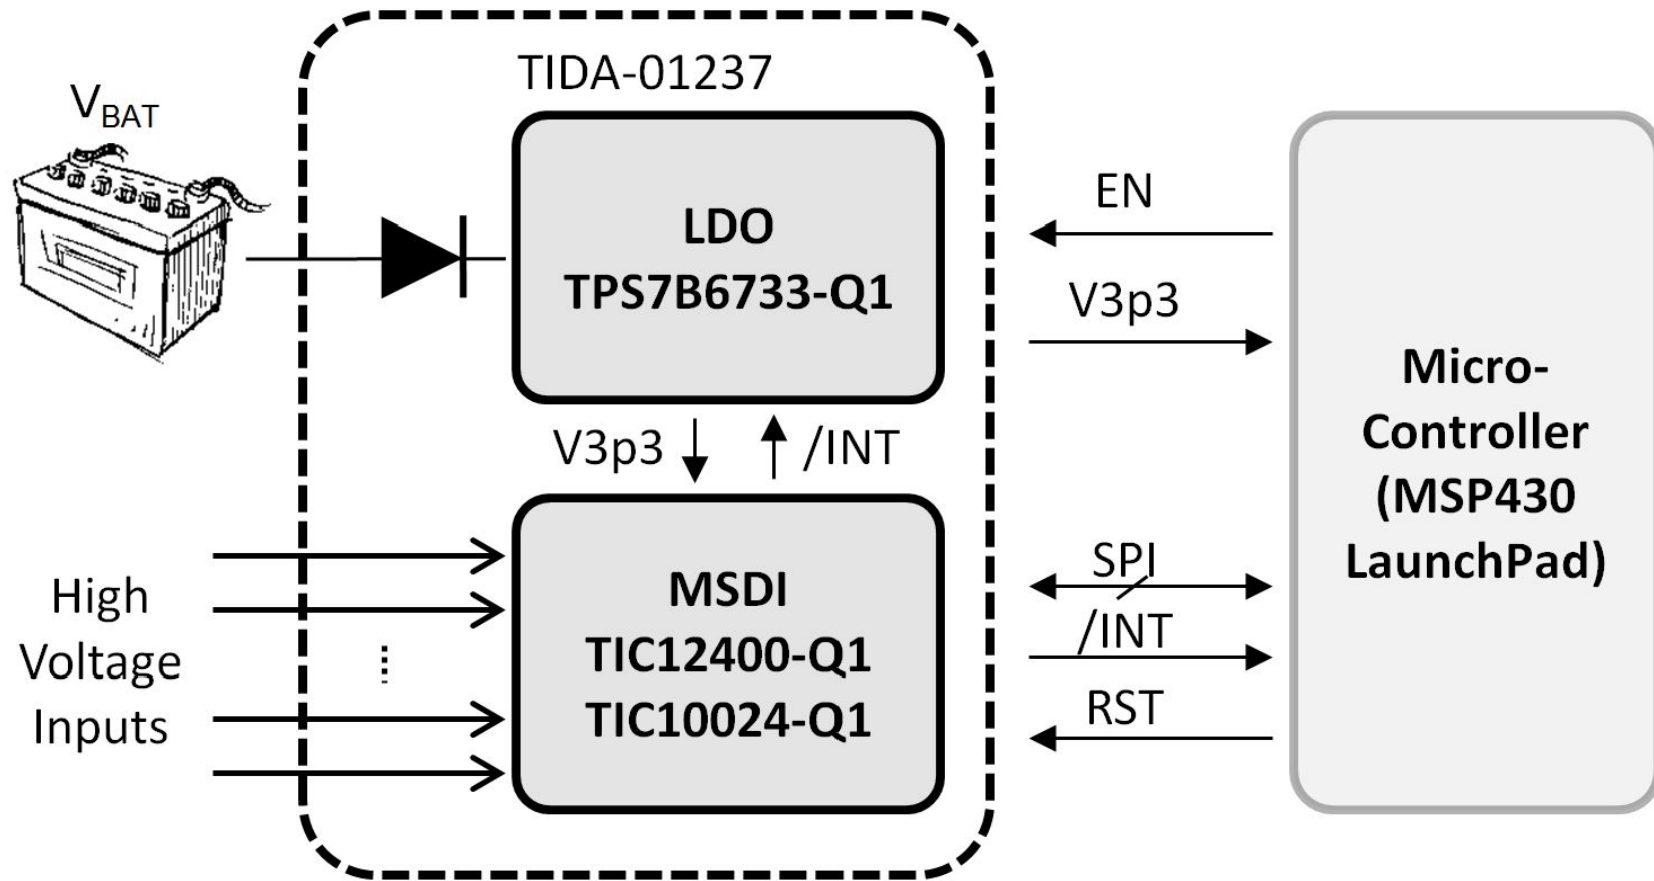 TIDA-01237
VBAT
LDO
TPS7B6733-Q1
EN
V3p3
V3p3
/INT
Micro-
Controller
(MSP430
LaunchPad)
High
Voltage
Inputs
MSDI
TIC12400-Q1
TIC10024-Q1
SPI
/INT
RST